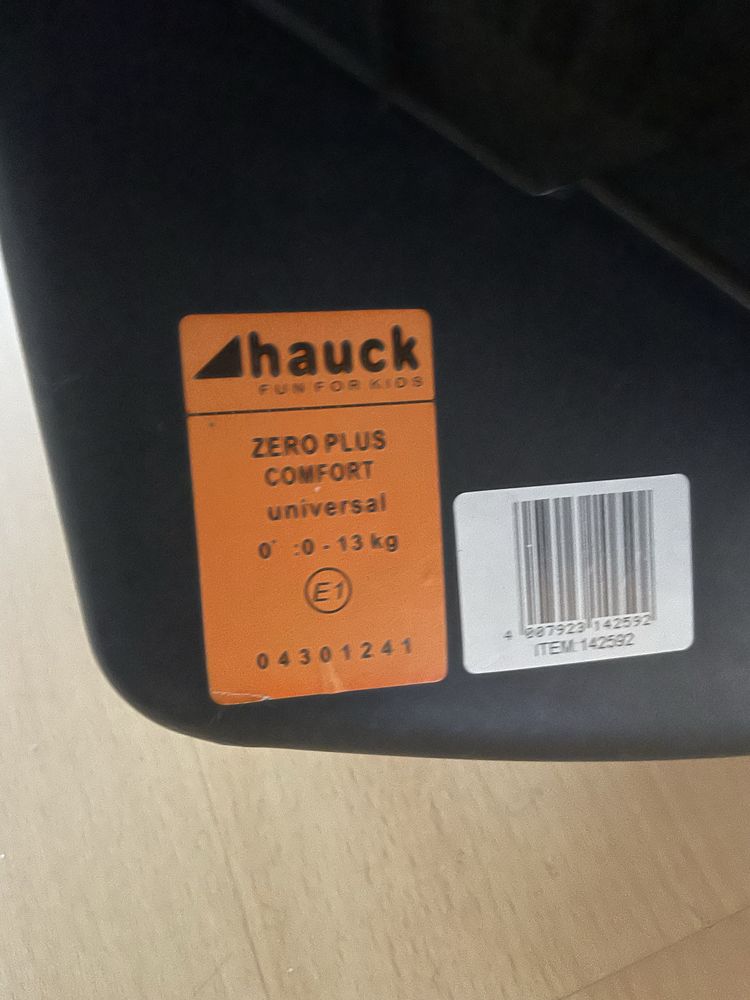 hauck
FUN FOR KIDS
ZERO PLUS
COMFORT
universal
0+ :0 - 13 kg
E1
04301241
4 007923 142592
ITEM:142592